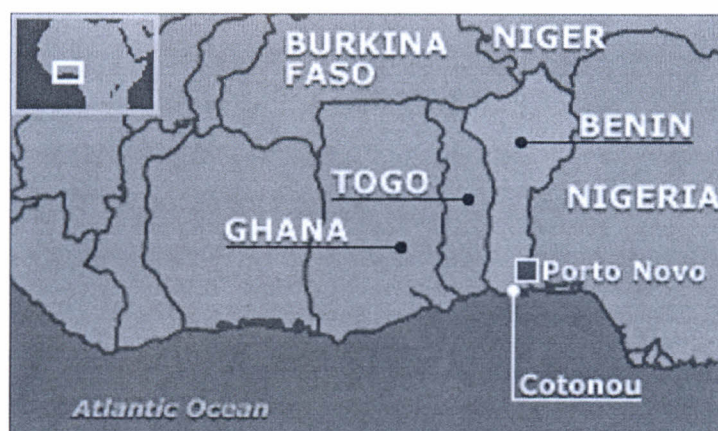 BURKINA
FASO
NIGER
BENIN
TOGO
NIGERIA
GHANA
Porto Novo
Cotonou
Atlantic Ocean